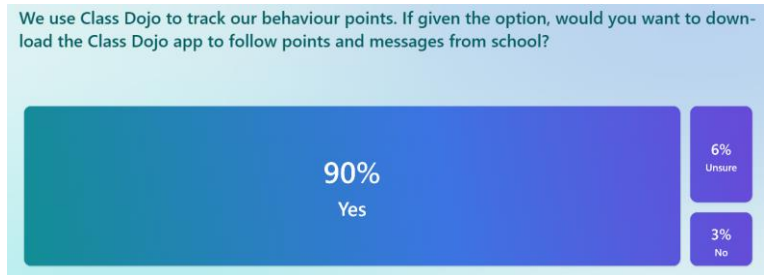 We use Class Dojo to track our behaviour points. If given the option, would you want to down-
load the Class Dojo app to follow points and messages from school?
90%
Yes
6%
Unsure
3%
No